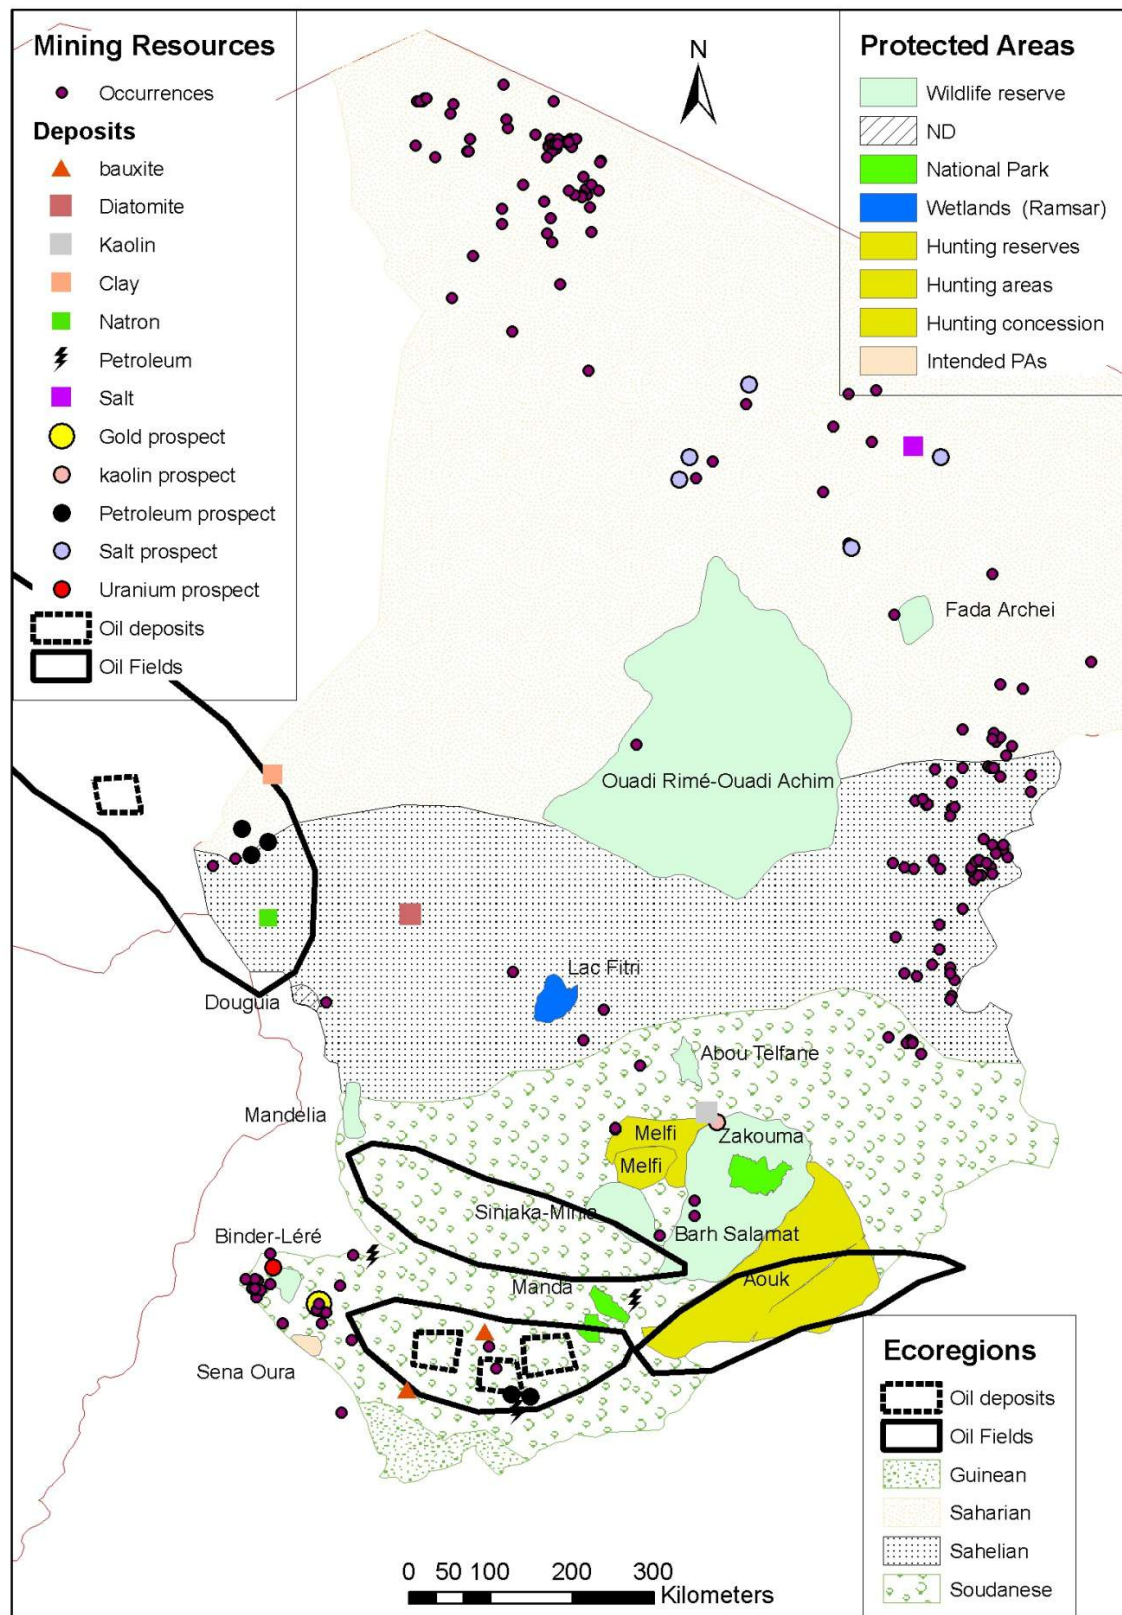 Mining Resources
Occurrences
Deposits
bauxite
Diatomite
Kaolin
Clay
Natron
Petroleum
Salt
Gold prospect
kaolin prospect
Petroleum prospect
Salt prospect
Uranium prospect
Oil deposits
Oil Fields
N
Protected Areas
Wildlife reserve
ND
National Park
Wetlands (Ramsar)
Hunting reserves
Hunting areas
Hunting concession
Intended PAs
Fada Archei
Ouadi Rimé-Ouadi Achim
Lac Fitri
Douguia
Abou Telfane
Mandelia
Melfi
Zakouma
Melfi
Siniaka-Minia
Barh Salamat
Binder-Léré
Manda
Aouk
Sena Oura
Ecoregions
Oil deposits
Oil Fields
Guinean
Saharian
Sahelian
Soudanese
0 50 100 200 300
Kilometers